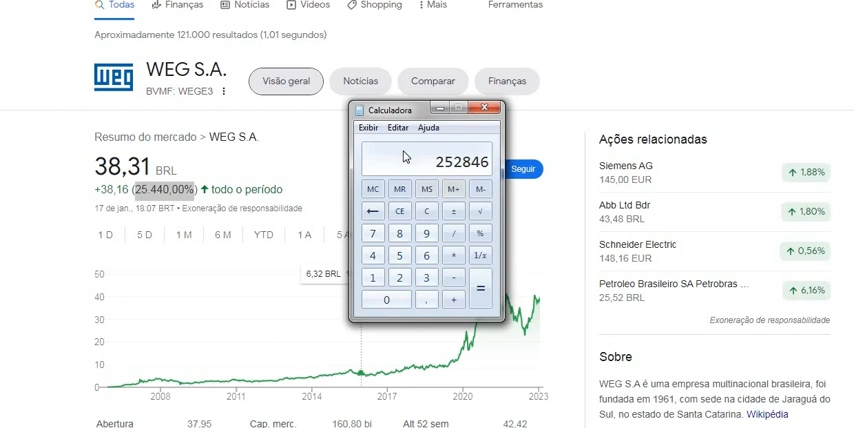 Todas Finanças Notícias Vídeos Shopping Mais Ferramentas
Aproximadamente 121.000 resultados (1,01 segundos)
weg
WEG S.A.
BVMF: WEGE3
Visão geral Notícias Comparar Finanças
Resumo do mercado > WEG S.A.
38,31 BRL
+38,16 (25.440,00%) todo o período
17 de jan., 18:07 BRT • Exoneração de responsabilidade
Seguir
1 D 5 D 1 M 6 M YTD 1 A
6,32 BRL
50
40
30
20
10
0
2008 2011 2014 2017 2020 2023
Abertura 37,95 Cap. merc. 160,80 bi Alt 52 sem 42,42
Calculadora
Exibir Editar Ajuda
252846
MC MR MS M+ M-
← CE C ± √
7 8 9 / %
4 5 6 * 1/x
1 2 3 - =
0 , +
Ações relacionadas
Siemens AG
145,00 EUR
1,88%
Abb Ltd Bdr
43,48 BRL
1,80%
Schneider Electric
148,16 EUR
0,56%
Petroleo Brasileiro SA Petrobras ...
25,52 BRL
6,16%
Exoneração de responsabilidade
Sobre
WEG S.A é uma empresa multinacional brasileira, foi
fundada em 1961, com sede na cidade de Jaraguá do
Sul, no estado de Santa Catarina. Wikipédia